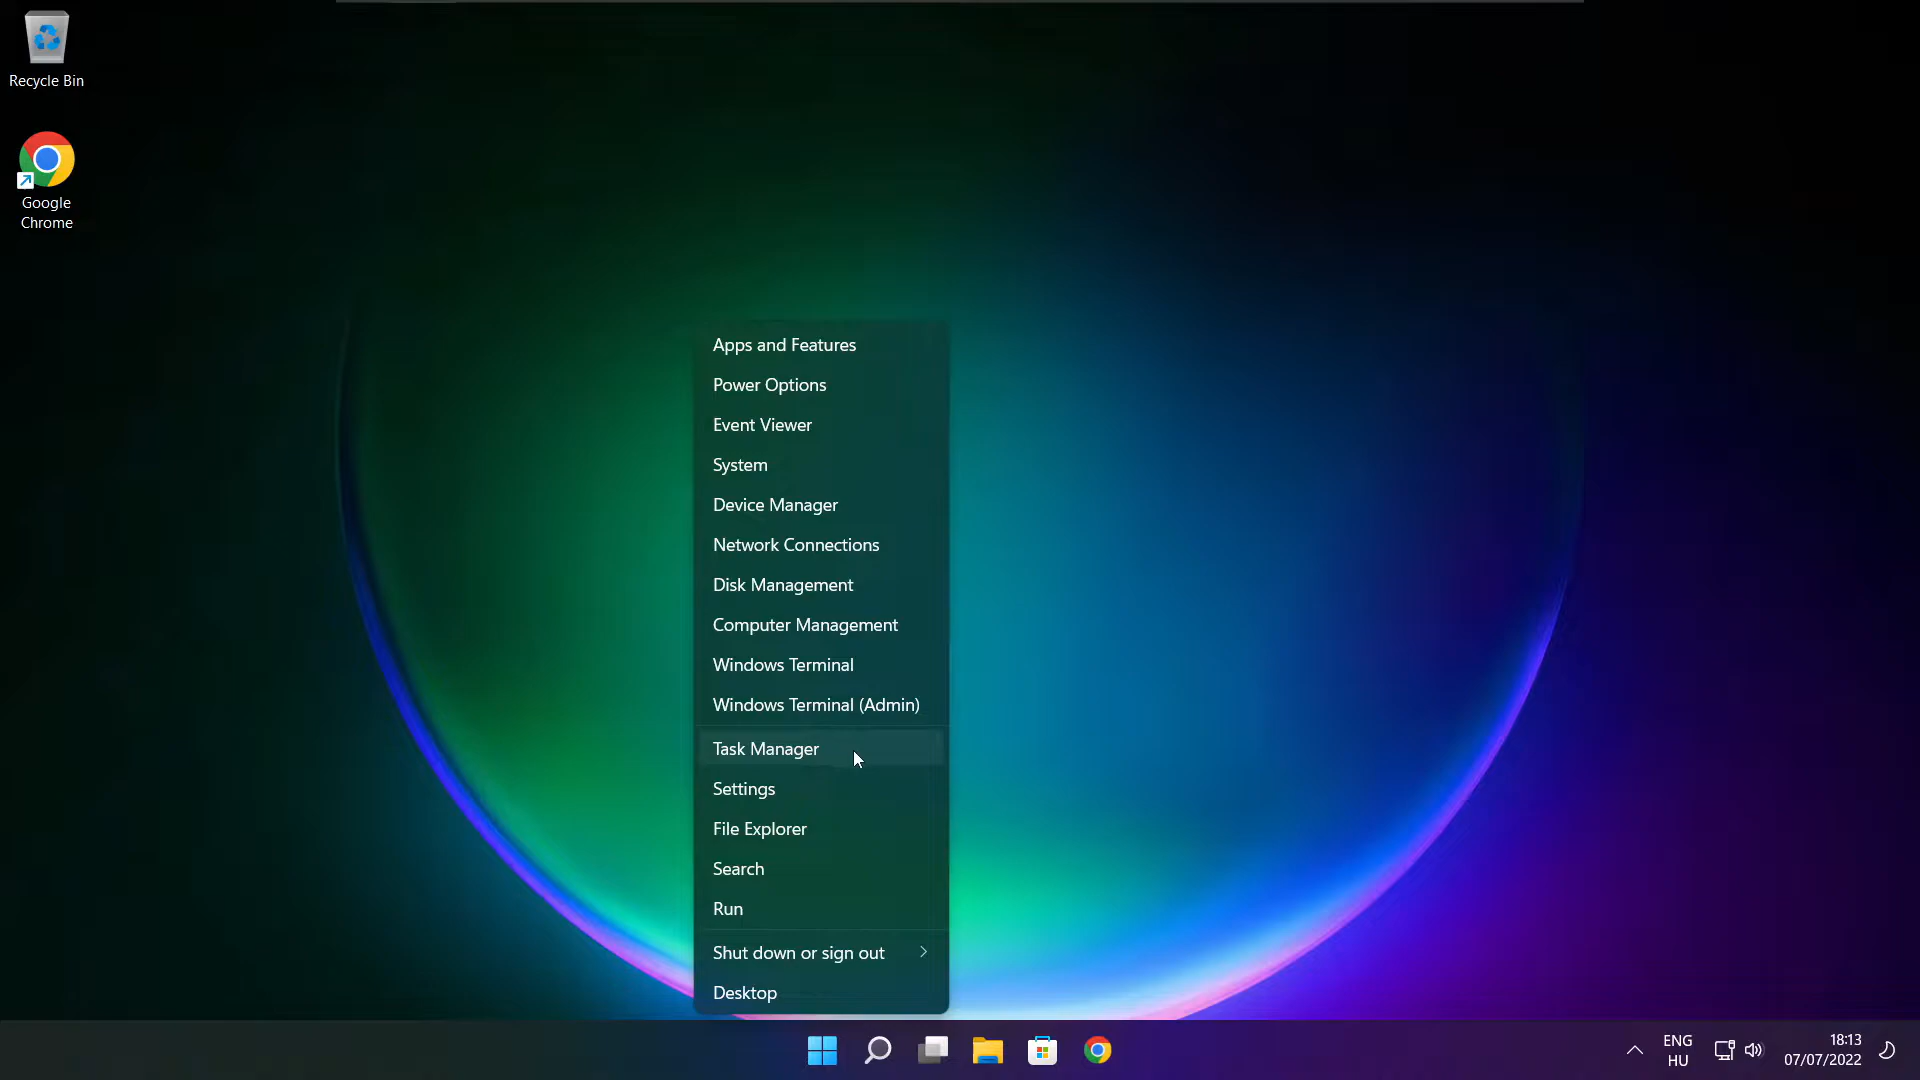 Recycle Bin
Google
Chrome
Apps and Features
Power Options
Event Viewer
System
Device Manager
Network Connections
Disk Management
Computer Management
Windows Terminal
Windows Terminal (Admin)
Task Manager
Settings
File Explorer
Search
Run
Shut down or sign out
Desktop
ENG
HU
18:13
07/07/2022